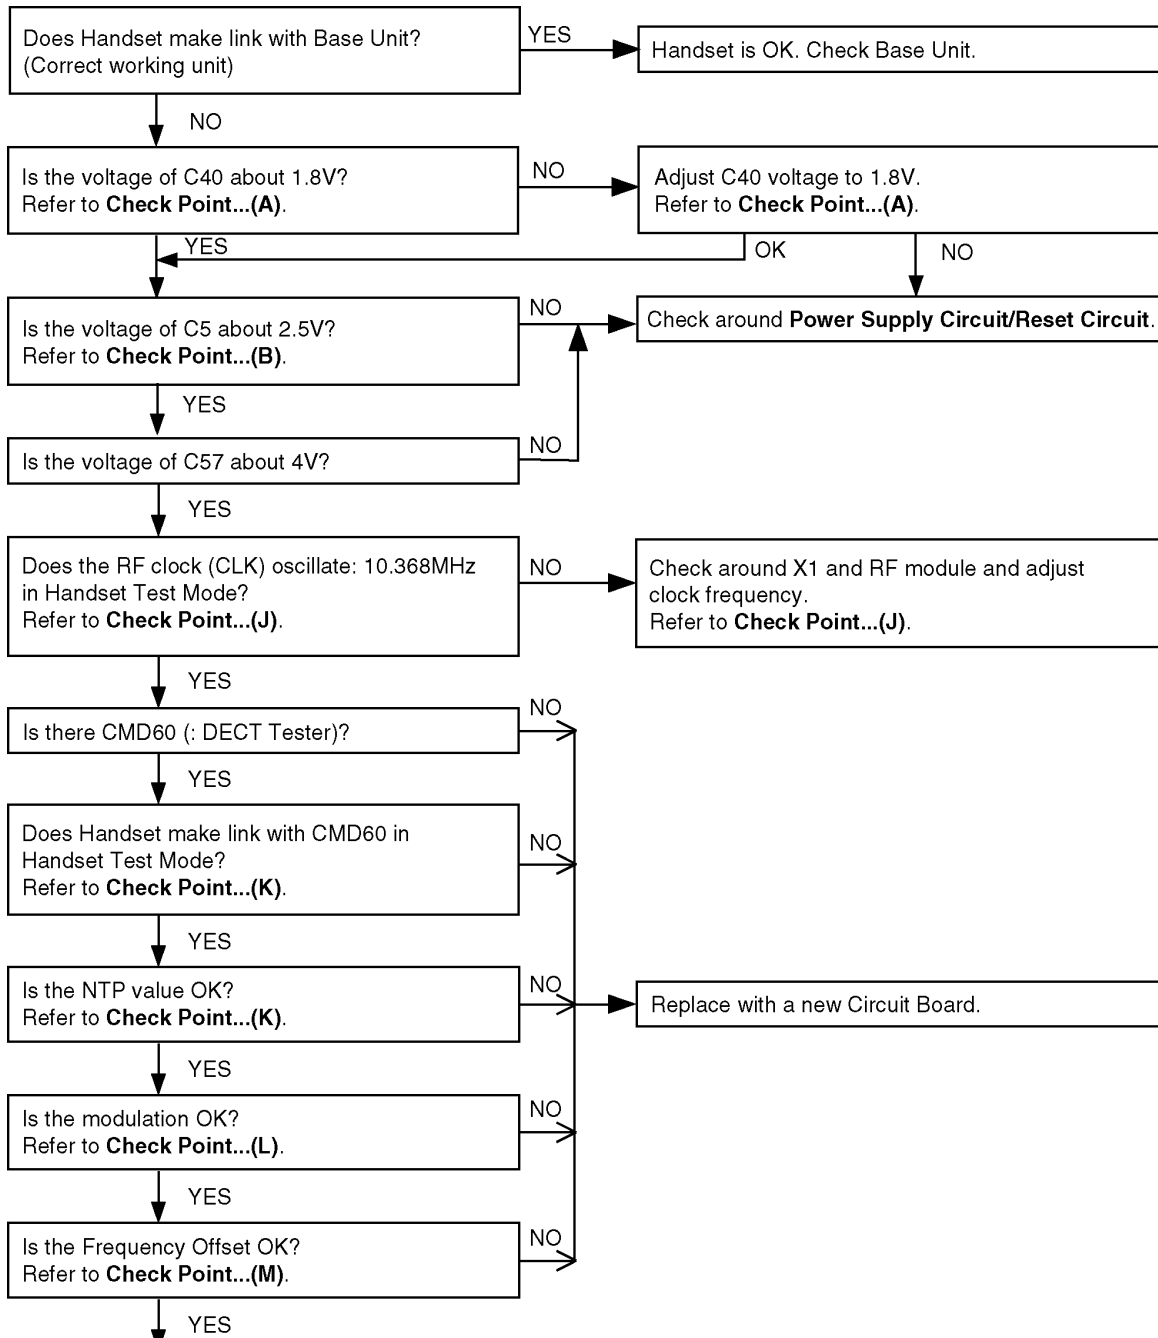 Does Handset make link with Base Unit?
(Correct working unit)
YES
Handset is OK. Check Base Unit.
NO
Is the voltage of C40 about 1.8V?
Refer to Check Point...(A).
NO
Adjust C40 voltage to 1.8V.
Refer to Check Point...(A).
YES
OK
NO
Is the voltage of C5 about 2.5V?
Refer to Check Point...(B).
NO
Check around Power Supply Circuit/Reset Circuit.
YES
Is the voltage of C57 about 4V?
NO
YES
Does the RF clock (CLK) oscillate: 10.368MHz
in Handset Test Mode?
Refer to Check Point...(J).
NO
Check around X1 and RF module and adjust
clock frequency.
Refer to Check Point...(J).
YES
Is there CMD60 (: DECT Tester)?
NO
YES
Does Handset make link with CMD60 in
Handset Test Mode?
Refer to Check Point...(K).
NO
YES
Is the NTP value OK?
Refer to Check Point...(K).
NO
Replace with a new Circuit Board.
YES
Is the modulation OK?
Refer to Check Point...(L).
NO
YES
Is the Frequency Offset OK?
Refer to Check Point...(M).
NO
YES